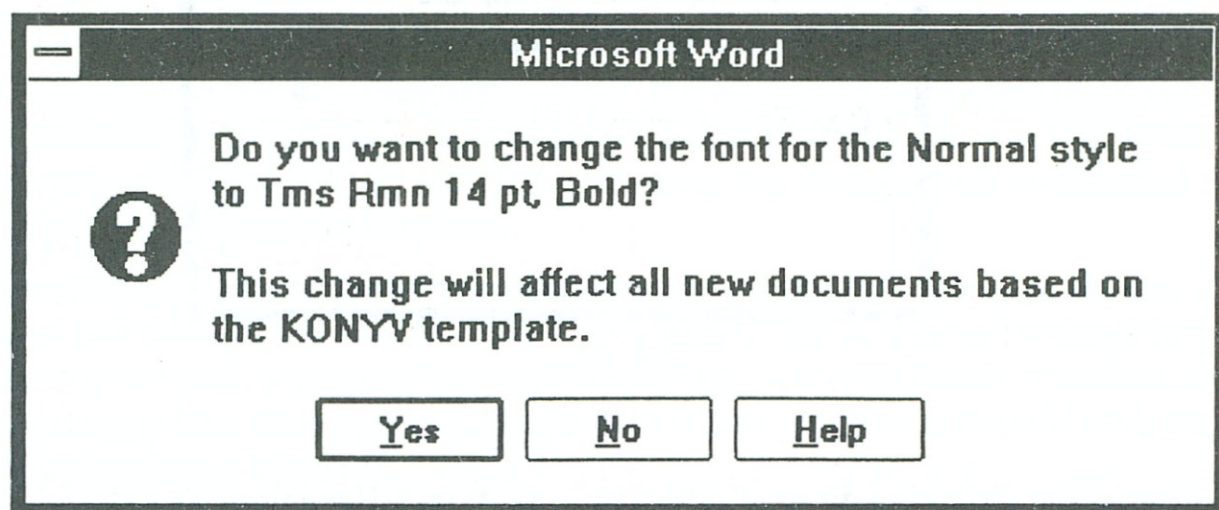 Microsoft Word
Do you want to change the font for the Normal style
to Tms Rmn 14 pt, Bold?
This change will affect all new documents based on
the KONYV template.
Yes
No
Help